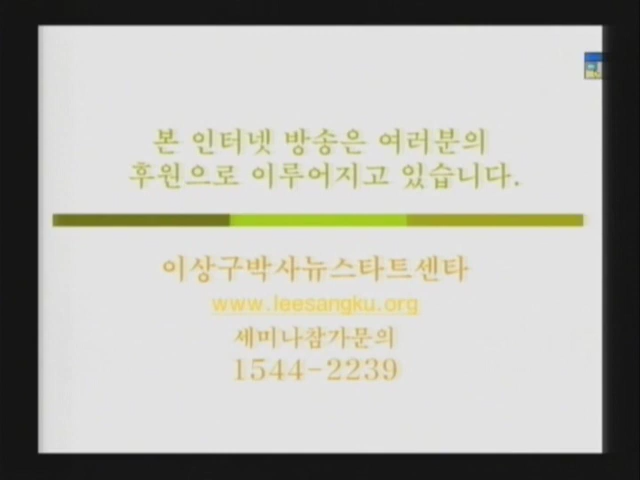 본 인터넷 방송은 여러분의
후원으로 이루어지고 있습니다.
이상구박사뉴스타트센타
www.leesangku.org
세미나참가문의
1544-2239